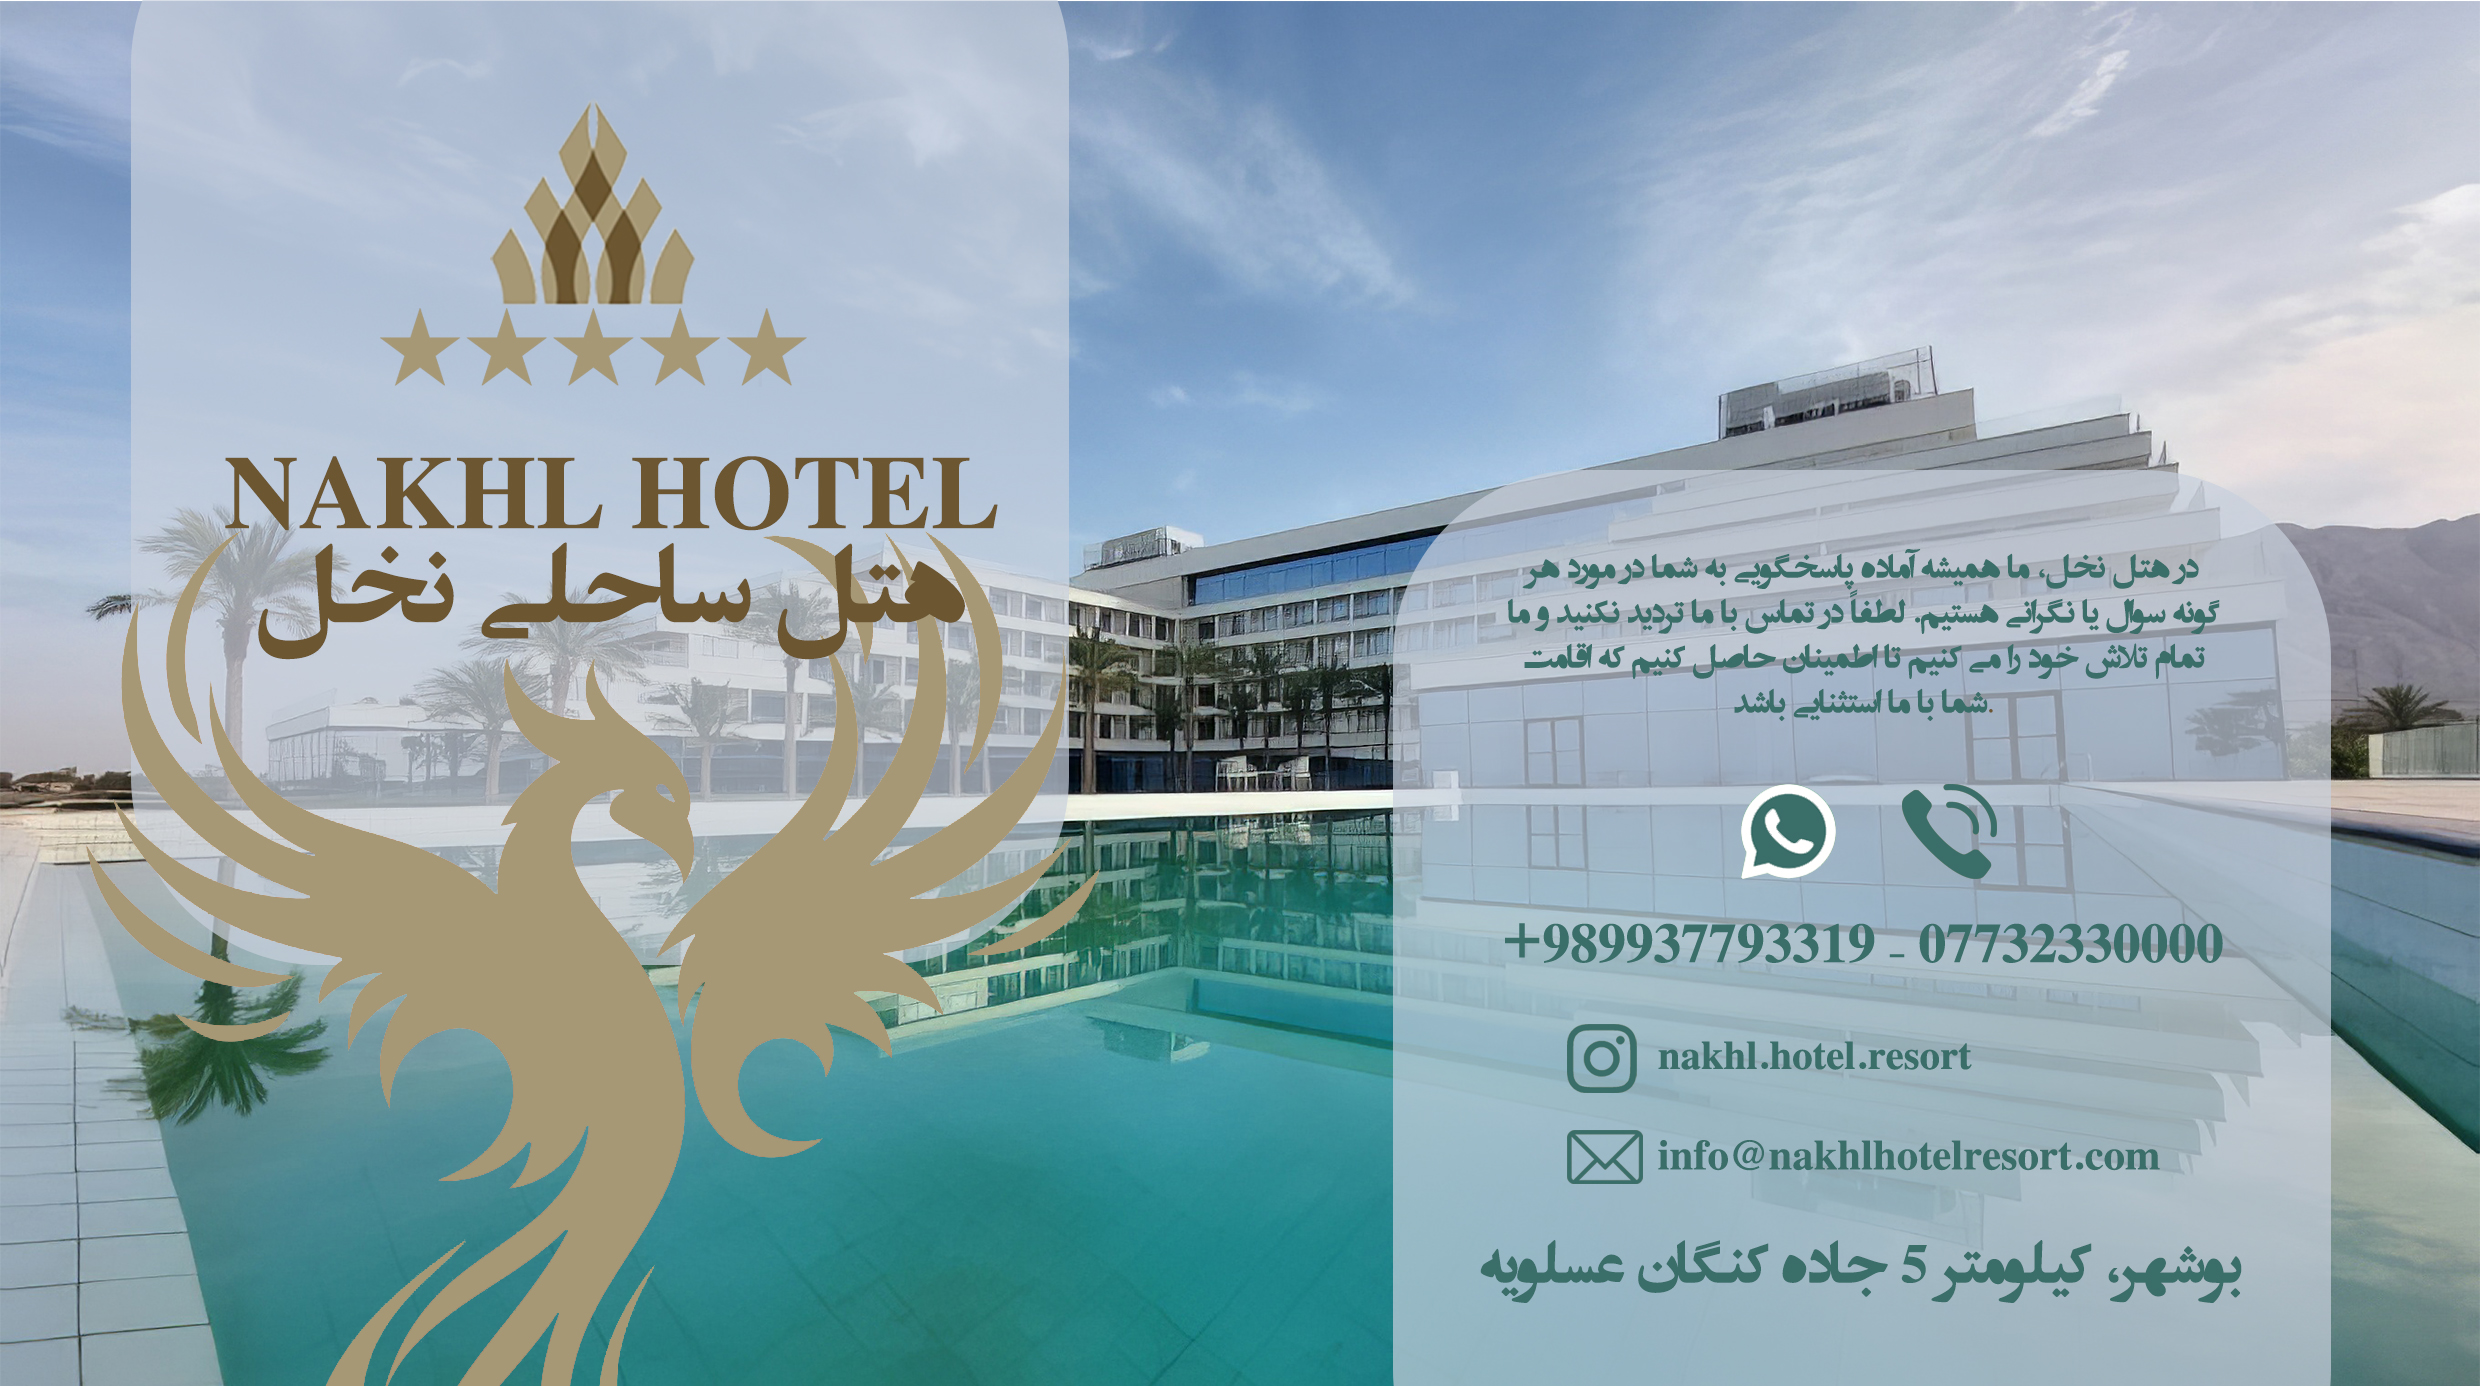 NAKHL HOTEL
هتل ساحلی نخل
در هتل نخل، ما همیشه آماده پاسخگویی به شما در مورد هر
گونه سوال یا نگرانی هستیم. لطفاً در تماس با ما تردید نکنید و ما
تمام تلاش خود را می کنیم تا اطمینان حاصل کنیم که اقامت
شما با ما استثنایی باشد.
+989937793319 - 07732330000
nakhl.hotel.resort
info@nakhlhotelresort.com
بوشهر، کیلومتر 5 جاده کنگان عسلویه